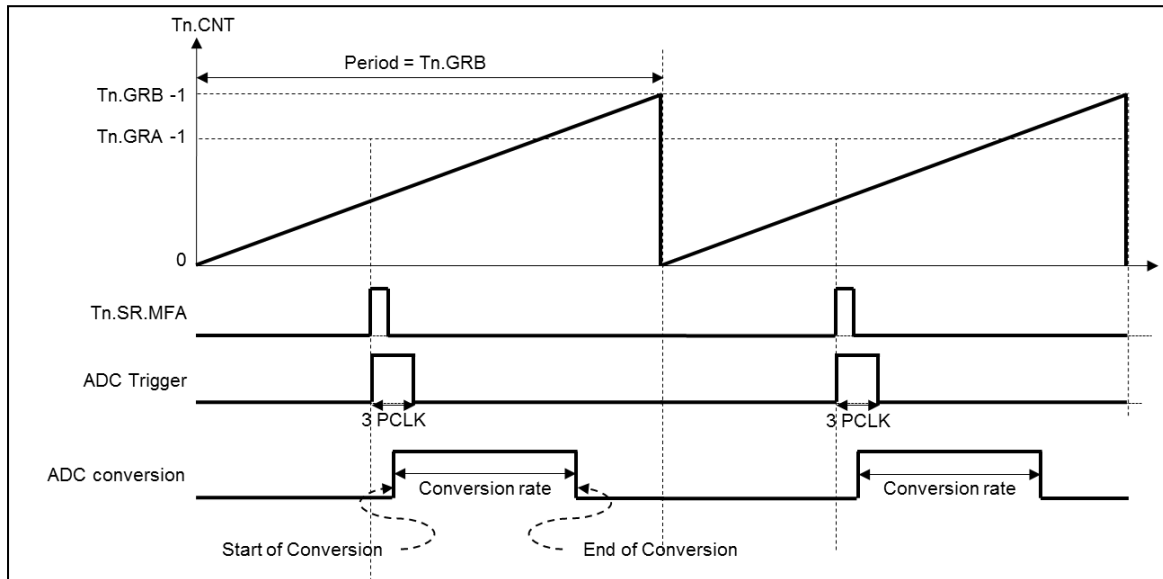 Tn.CNT
Period = Tn.GRB
Tn.GRB -1
Tn.GRA -1
0
Tn.SR.MFA
ADC Trigger
3 PCLK
3 PCLK
ADC conversion
Conversion rate
Conversion rate
Start of Conversion
End of Conversion